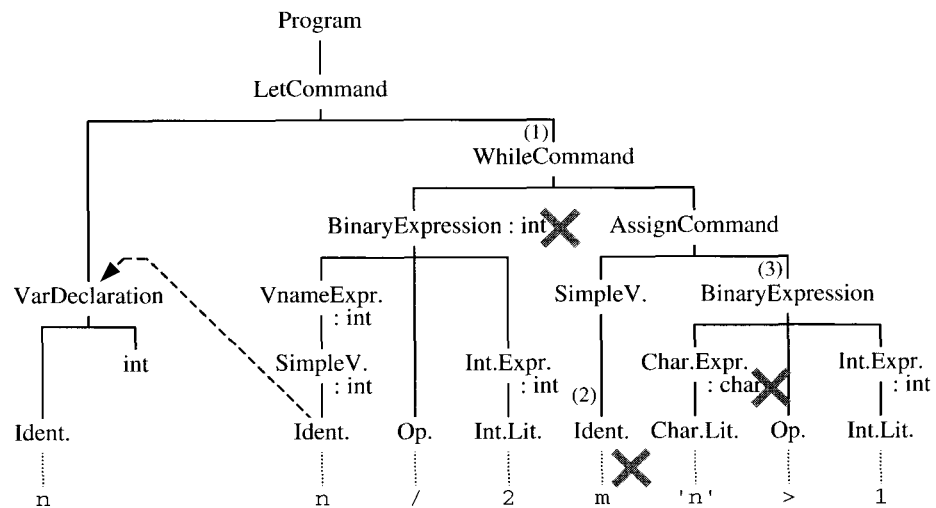 Program
LetCommand
(1)
WhileCommand
BinaryExpression : int
AssignCommand
(3)
VarDeclaration
VnameExpr.
: int
SimpleV.
BinaryExpression
int
SimpleV.
: int
Int.Expr.
: int
(2)
Char.Expr.
: char
Int.Expr.
: int
Ident.
Ident.
Op.
Int.Lit.
Ident.
Char.Lit.
Op.
Int.Lit.
n
n
/
2
m
'n'
>
1